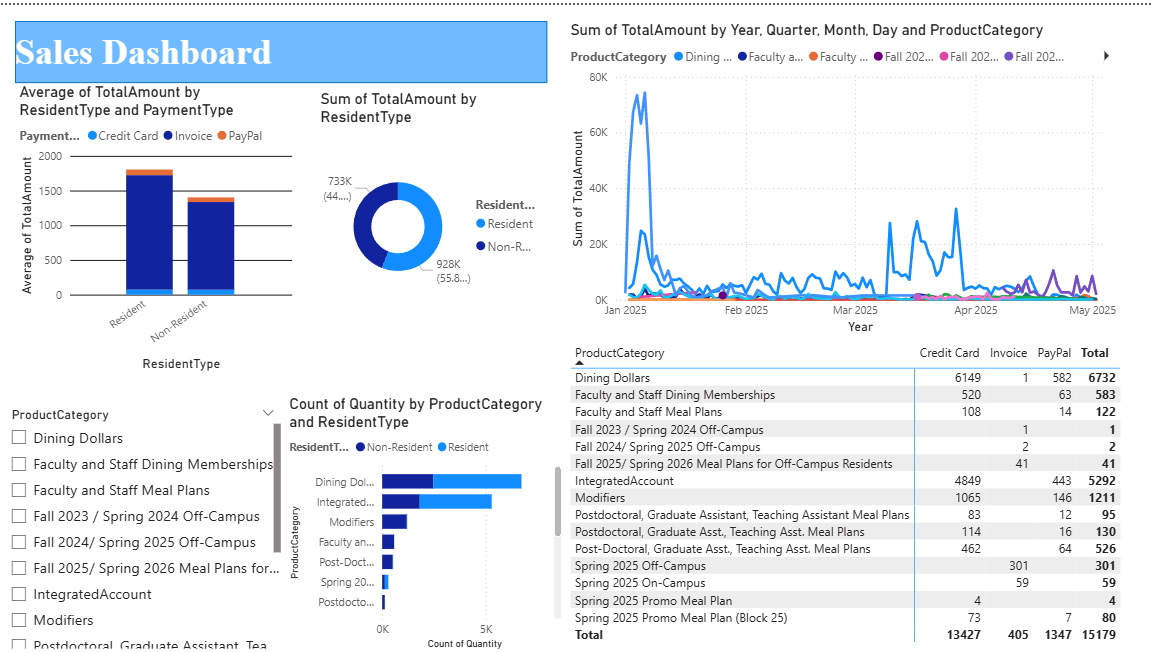 Sales Dashboard
Average of TotalAmount by
ResidentType and PaymentType
Payment... Credit Card Invoice PayPal
Average of TotalAmount
2000
1500
1000
500
0
Resident
Non-Resident
ResidentType
Sum of TotalAmount by
ResidentType
733K
(44....)
928K
(55.8...)
Resident...
Resident
Non-R...
Sum of TotalAmount by Year, Quarter, Month, Day and ProductCategory
ProductCategory Dining ... Faculty a... Faculty ... Fall 202... Fall 202... Fall 202...
Sum of TotalAmount
80K
60K
40K
20K
0K
Jan 2025 Feb 2025 Mar 2025 Apr 2025 May 2025
Year
ProductCategory
Dining Dollars
Faculty and Staff Dining Memberships
Faculty and Staff Meal Plans
Fall 2023 / Spring 2024 Off-Campus
Fall 2024/ Spring 2025 Off-Campus
Fall 2025/ Spring 2026 Meal Plans for...
IntegratedAccount
Modifiers
Postdoctoral, Graduate Assistant, Tea...
Count of Quantity by ProductCategory
and ResidentType
ResidentT... Non-Resident Resident
ProductCategory
Dining Dol...
Integrated...
Modifiers
Faculty an...
Post-Doct...
Spring 20...
Postdocto...
0K 5K
Count of Quantity
ProductCategory Credit Card Invoice PayPal Total
Dining Dollars 6149 1 582 6732
Faculty and Staff Dining Memberships 520 63 583
Faculty and Staff Meal Plans 108 14 122
Fall 2023 / Spring 2024 Off-Campus 1 1
Fall 2024/ Spring 2025 Off-Campus 2 2
Fall 2025/ Spring 2026 Meal Plans for Off-Campus Residents 41 41
IntegratedAccount 4849 443 5292
Modifiers 1065 146 1211
Postdoctoral, Graduate Assistant, Teaching Assistant Meal Plans 83 12 95
Postdoctoral, Graduate Asst., Teaching Asst. Meal Plans 114 16 130
Post-Doctoral, Graduate Asst., Teaching Asst. Meal Plans 462 64 526
Spring 2025 Off-Campus 301 301
Spring 2025 On-Campus 59 59
Spring 2025 Promo Meal Plan 4 4
Spring 2025 Promo Meal Plan (Block 25) 73 7 80
Total 13427 405 1347 15179